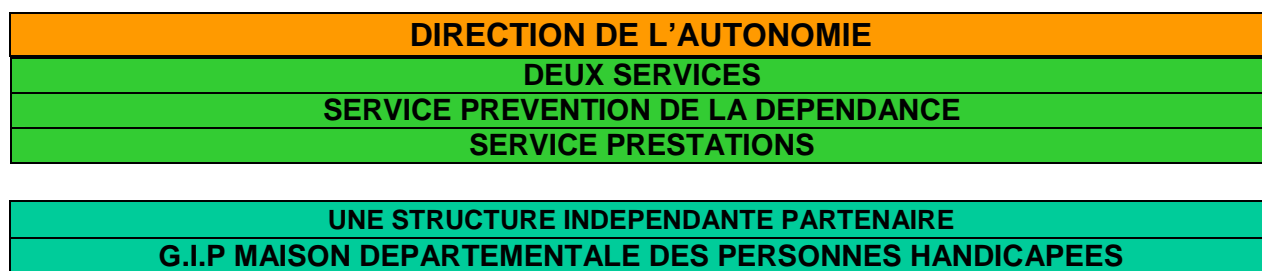 DIRECTION DE L’AUTONOMIE
DEUX SERVICES
SERVICE PREVENTION DE LA DEPENDANCE
SERVICE PRESTATIONS
UNE STRUCTURE INDEPENDANTE PARTENAIRE
G.I.P MAISON DEPARTEMENTALE DES PERSONNES HANDICAPEES